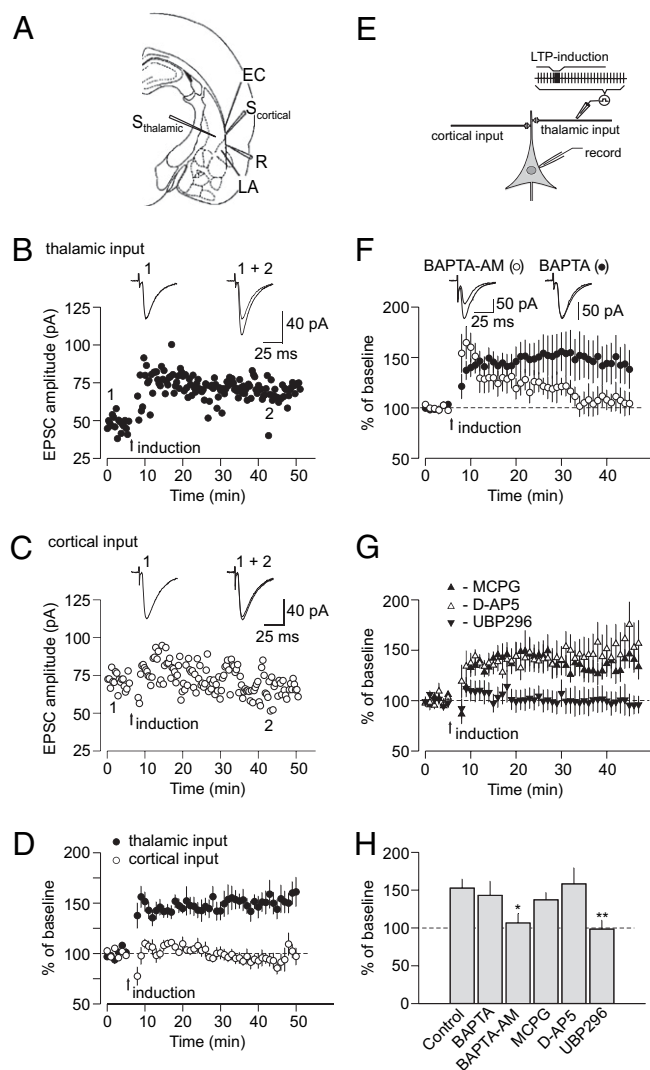 A
EC
S cortical
S thalamic
R
LA
E
LTP-induction
cortical input
thalamic input
record
B thalamic input
1
1 + 2
40 pA
25 ms
125
100
75
50
25
EPSC amplitude (pA)
1
2
induction
0 10 20 30 40 50
Time (min)
F
BAPTA-AM (○) BAPTA (●)
50 pA
25 ms
50 pA
200
150
100
50
% of baseline
induction
0 20 40
Time (min)
C cortical input
1
1 + 2
40 pA
25 ms
125
100
75
50
25
EPSC amplitude (pA)
1
2
induction
0 10 20 30 40 50
Time (min)
G
▲ - MCPG
△ - D-AP5
▼ - UBP296
200
150
100
50
% of baseline
induction
0 20 40
Time (min)
D
● thalamic input
○ cortical input
200
150
100
50
% of baseline
induction
0 10 20 30 40 50
Time (min)
H
200
150
100
50
0
% of baseline
*
**
Control
BAPTA
BAPTA-AM
MCPG
D-AP5
UBP296